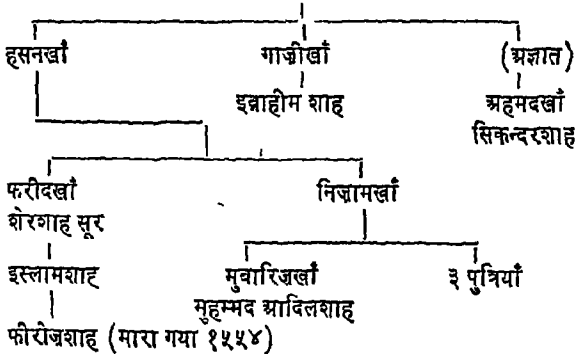 हसनखाँ गाज़ीखाँ (अज्ञात)
इब्राहीम शाह अहमदखाँ
सिकन्दरशाह
फरीदखाँ निज़ामखाँ
शेरशाह सूर
इस्लामशाह मुबारिज़खाँ ३ पुत्रियाँ
मुहम्मद आदिलशाह
फीरोज़शाह (मारा गया १५५४)